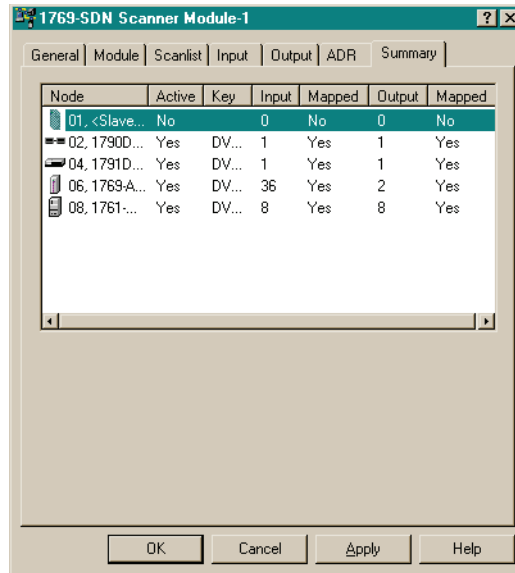 1769-SDN Scanner Module-1
General Module Scanlist Input Output ADR Summary
Node Active Key Input Mapped Output Mapped
01, <Slave... No 0 No 0 No
02, 1790D... Yes DV... 1 Yes 1 Yes
04, 1791D... Yes DV... 1 Yes 1 Yes
06, 1769-A... Yes DV... 36 Yes 2 Yes
08, 1761-... Yes DV... 8 Yes 8 Yes
OK Cancel Apply Help